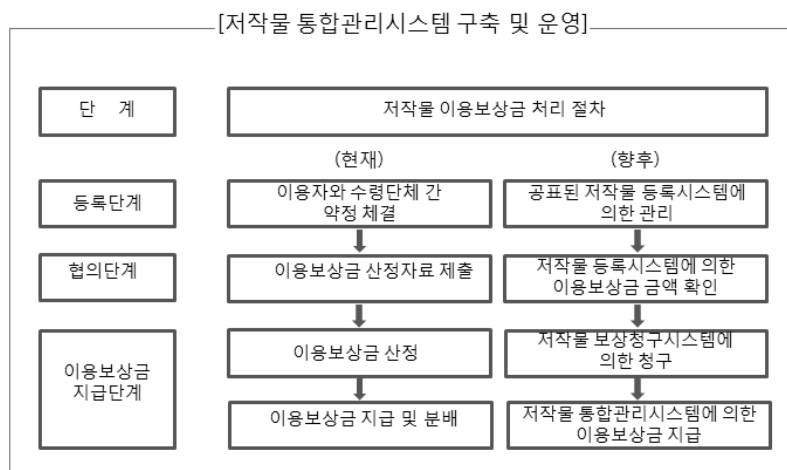 [저작물 통합관리시스템 구축 및 운영]
단 계
저작물 이용보상금 처리 절차
(현재)
(향후)
등록단계
이용자와 수령단체 간
약정 체결
공표된 저작물 등록시스템에
의한 관리
협의단계
이용보상금 산정자료 제출
저작물 등록시스템에 의한
이용보상금 금액 확인
이용보상금
지급단계
이용보상금 산정
저작물 보상청구시스템에
의한 청구
이용보상금 지급 및 분배
저작물 통합관리시스템에 의한
이용보상금 지급